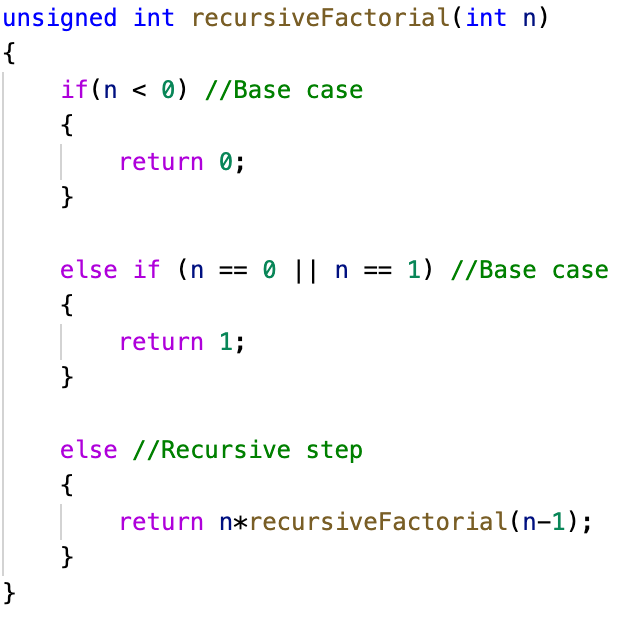 unsigned int recursiveFactorial(int n)
{
    if(n < 0) //Base case
    {
        return 0;
    }

    else if (n == 0 || n == 1) //Base case
    {
        return 1;
    }

    else //Recursive step
    {
        return n*recursiveFactorial(n-1);
    }
}